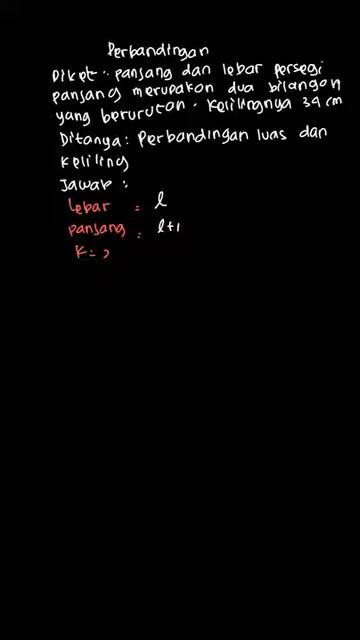 Perbandingan
Diket : panjang dan lebar persegi
panjang merupakan dua bilangan
yang berurutan. Kelilingnya 34 cm
Ditanya : Perbandingan luas dan
keliling
Jawab :
lebar = l
panjang = l+1
K =